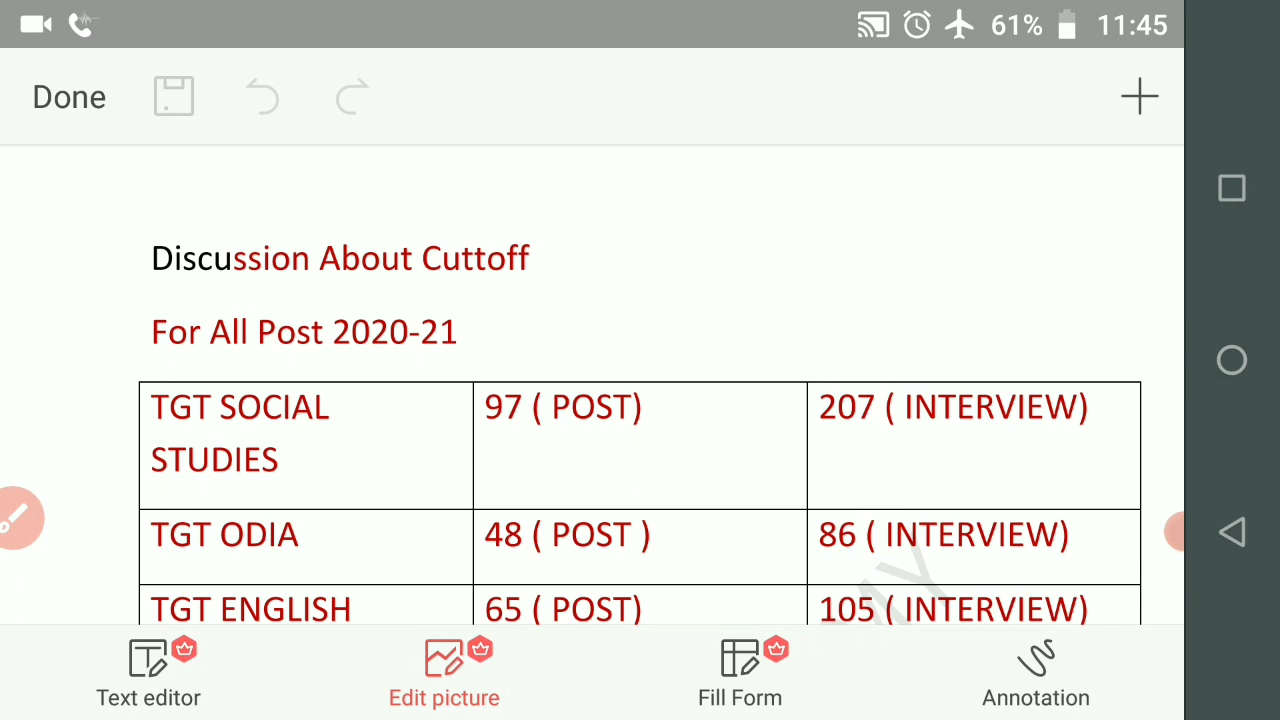 61% 11:45
Done
Discussion About Cuttoff
For All Post 2020-21
TGT SOCIAL STUDIES 97 ( POST) 207 ( INTERVIEW)
TGT ODIA 48 ( POST ) 86 ( INTERVIEW)
TGT ENGLISH 65 ( POST) 105 ( INTERVIEW)
Text editor Edit picture Fill Form Annotation